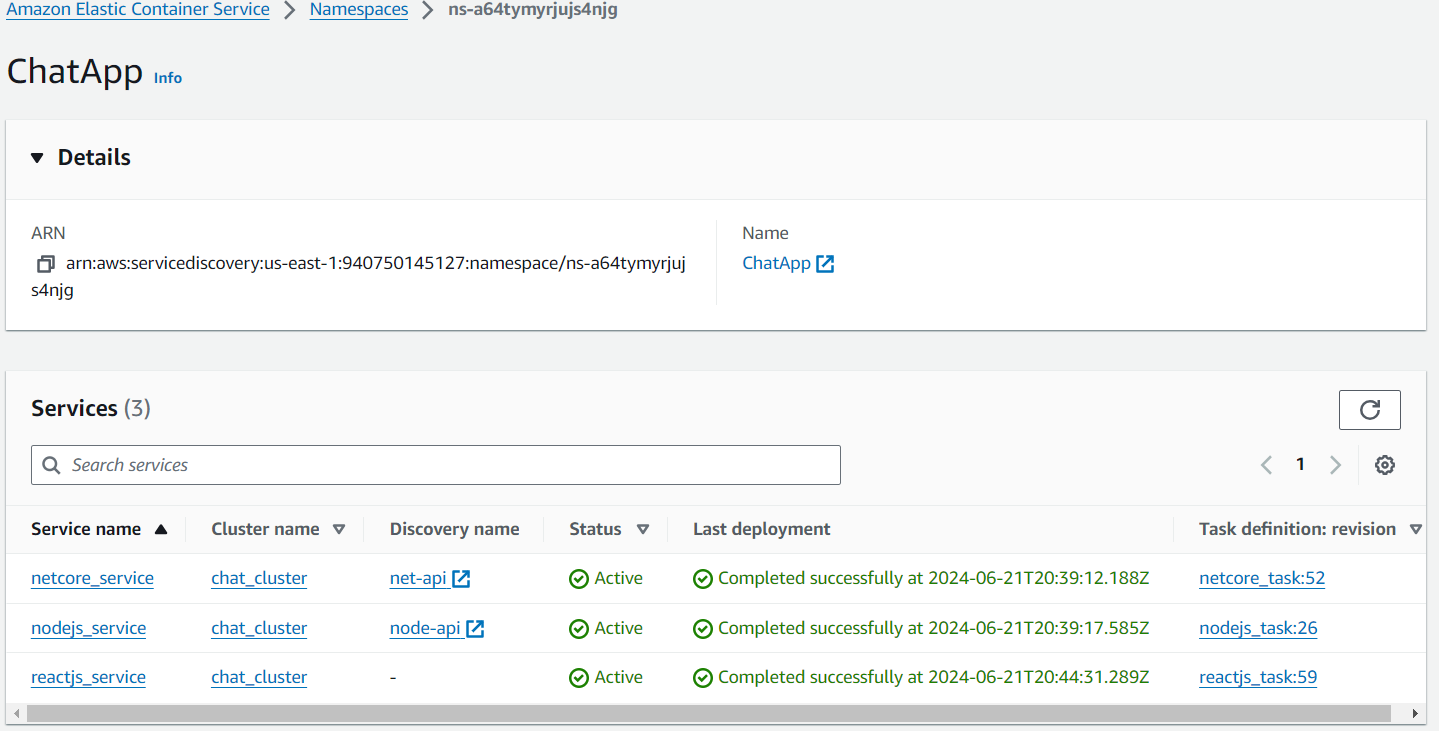 Amazon Elastic Container Service > Namespaces > ns-a64tymyrjujs4njg
ChatApp Info
Details
ARN
arn:aws:servicediscovery:us-east-1:940750145127:namespace/ns-a64tymyrjuj
s4njg
Name
ChatApp
Services (3)
Search services
1
Service name Cluster name Discovery name Status Last deployment Task definition: revision
netcore_service chat_cluster net-api Active Completed successfully at 2024-06-21T20:39:12.188Z netcore_task:52
nodejs_service chat_cluster node-api Active Completed successfully at 2024-06-21T20:39:17.585Z nodejs_task:26
reactjs_service chat_cluster - Active Completed successfully at 2024-06-21T20:44:31.289Z reactjs_task:59